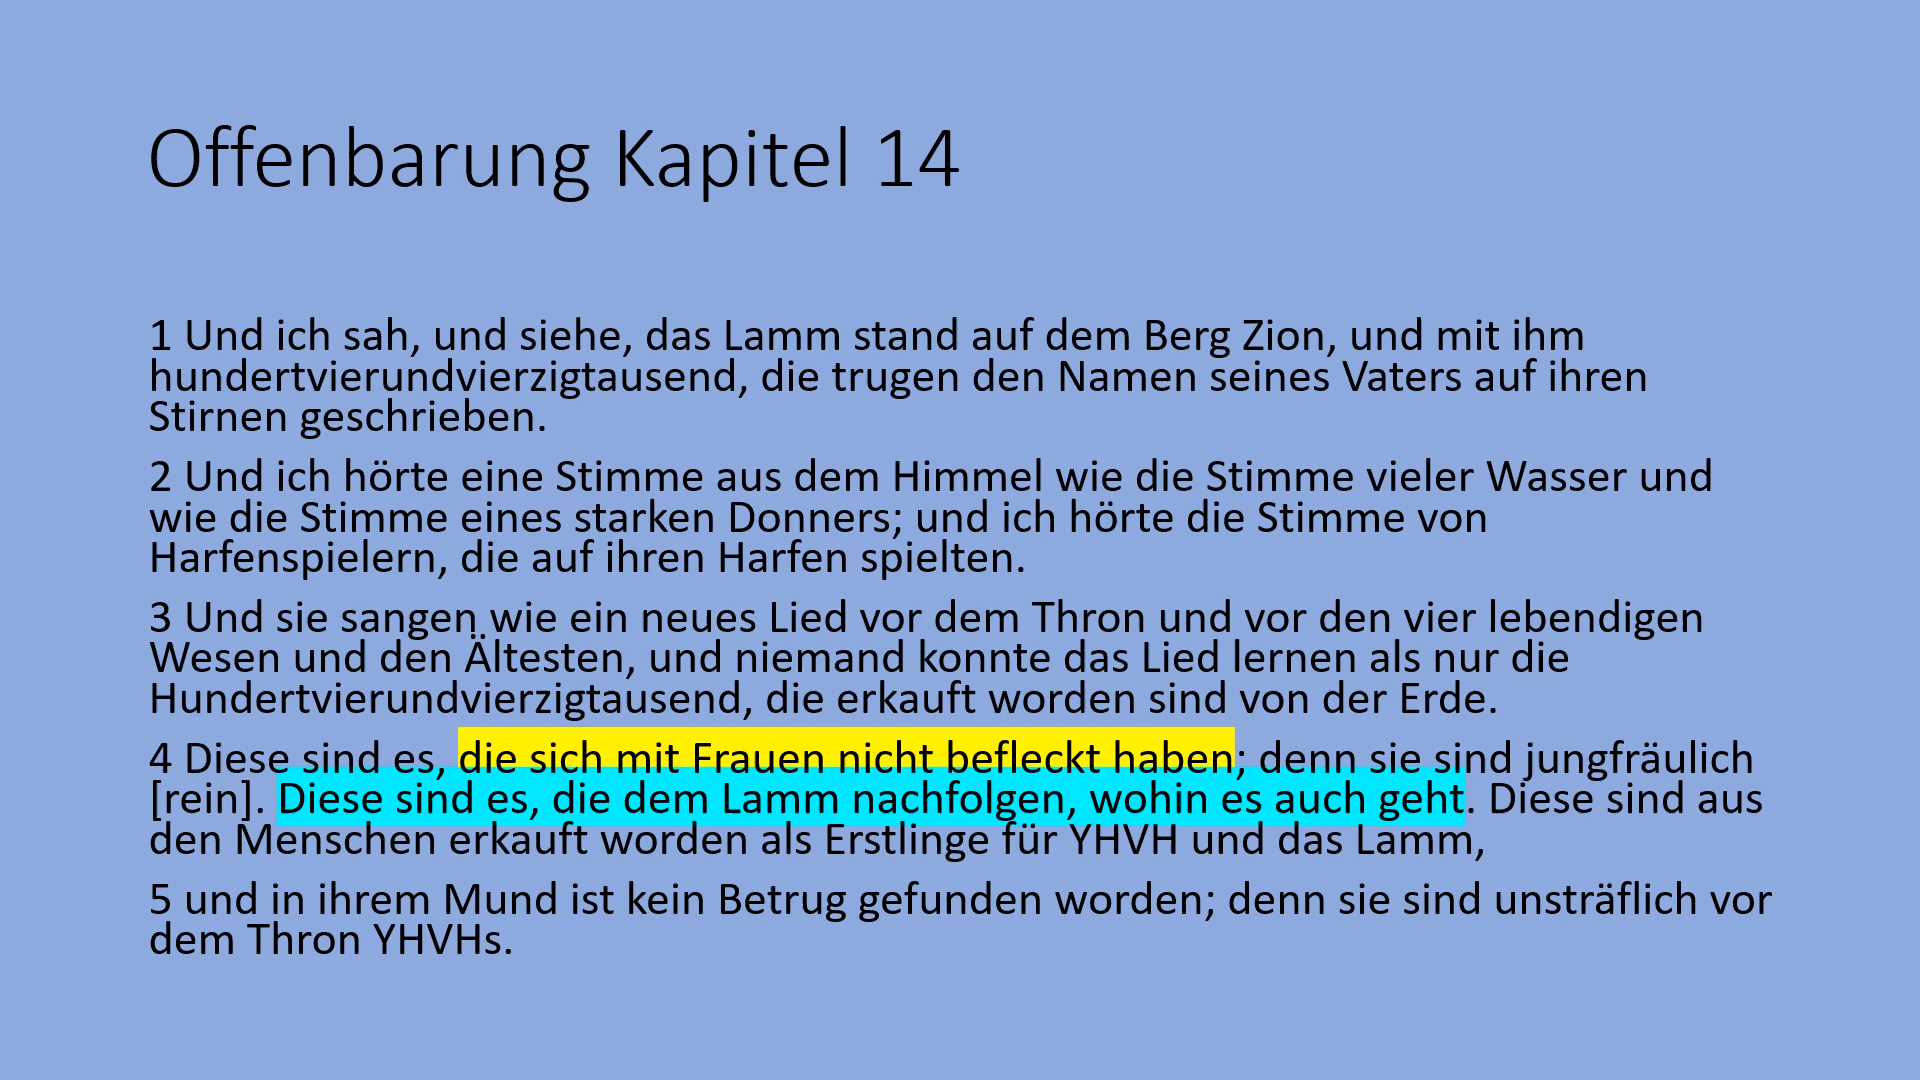 Offenbarung Kapitel 14
1 Und ich sah, und siehe, das Lamm stand auf dem Berg Zion, und mit ihm
hundertvierundvierzigtausend, die trugen den Namen seines Vaters auf ihren
Stirnen geschrieben.
2 Und ich hörte eine Stimme aus dem Himmel wie die Stimme vieler Wasser und
wie die Stimme eines starken Donners; und ich hörte die Stimme von
Harfenspielern, die auf ihren Harfen spielten.
3 Und sie sangen wie ein neues Lied vor dem Thron und vor den vier lebendigen
Wesen und den Ältesten, und niemand konnte das Lied lernen als nur die
Hundertvierundvierzigtausend, die erkauft worden sind von der Erde.
4 Diese sind es, die sich mit Frauen nicht befleckt haben; denn sie sind jungfräulich
[rein]. Diese sind es, die dem Lamm nachfolgen, wohin es auch geht. Diese sind aus
den Menschen erkauft worden als Erstlinge für YHVH und das Lamm,
5 und in ihrem Mund ist kein Betrug gefunden worden; denn sie sind unsträflich vor
dem Thron YHVHs.